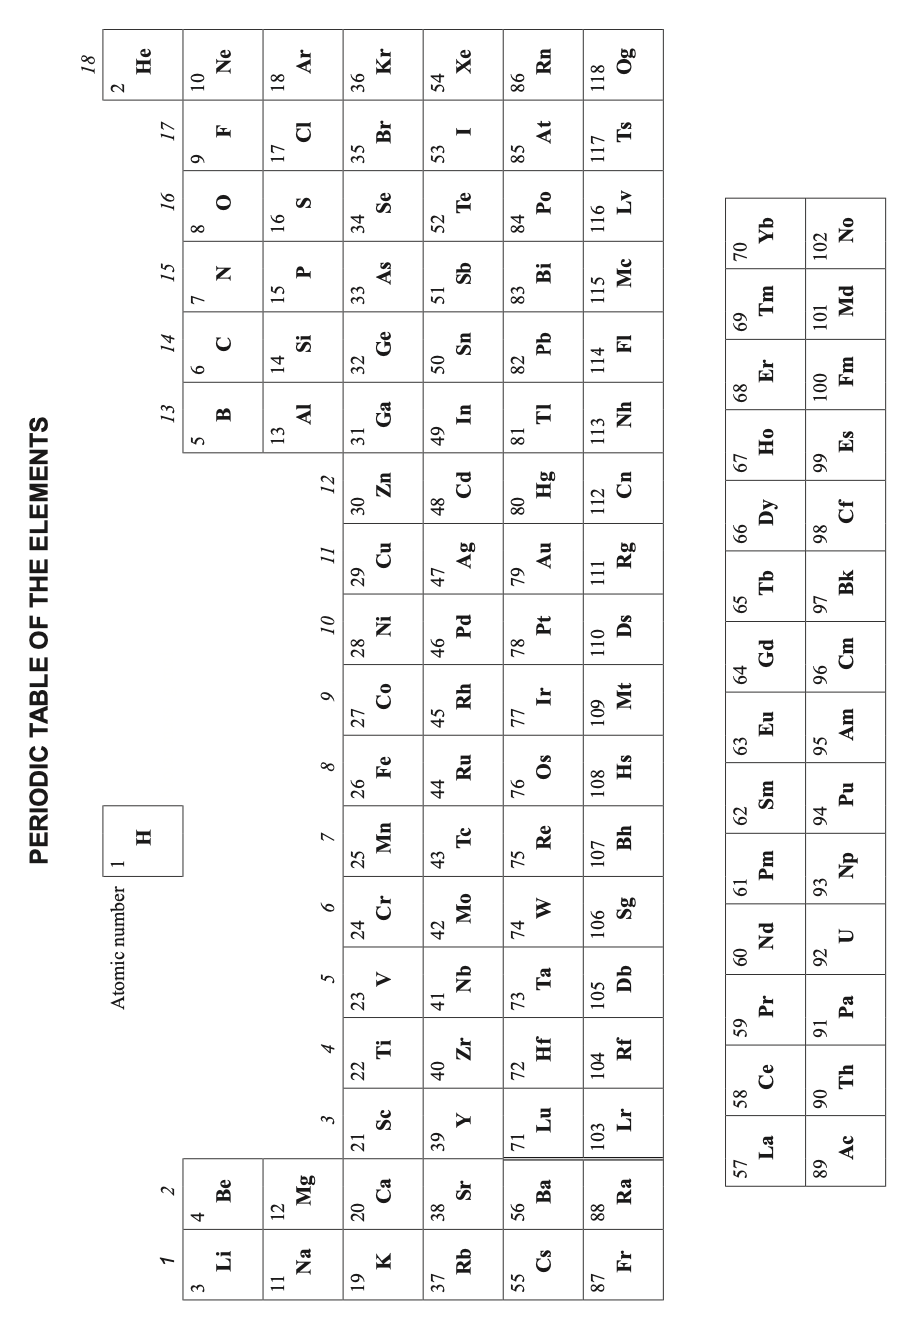 PERIODIC TABLE OF THE ELEMENTS
18
Atomic number 1 H 2 He
1 2 13 14 15 16 17
3 Li 4 Be 5 B 6 C 7 N 8 O 9 F 10 Ne
11 Na 12 Mg 13 Al 14 Si 15 P 16 S 17 Cl 18 Ar
3 4 5 6 7 8 9 10 11 12
19 K 20 Ca 21 Sc 22 Ti 23 V 24 Cr 25 Mn 26 Fe 27 Co 28 Ni 29 Cu 30 Zn 31 Ga 32 Ge 33 As 34 Se 35 Br 36 Kr
37 Rb 38 Sr 39 Y 40 Zr 41 Nb 42 Mo 43 Tc 44 Ru 45 Rh 46 Pd 47 Ag 48 Cd 49 In 50 Sn 51 Sb 52 Te 53 I 54 Xe
55 Cs 56 Ba 71 Lu 72 Hf 73 Ta 74 W 75 Re 76 Os 77 Ir 78 Pt 79 Au 80 Hg 81 Tl 82 Pb 83 Bi 84 Po 85 At 86 Rn
87 Fr 88 Ra 103 Lr 104 Rf 105 Db 106 Sg 107 Bh 108 Hs 109 Mt 110 Ds 111 Rg 112 Cn 113 Nh 114 Fl 115 Mc 116 Lv 117 Ts 118 Og
57 La 58 Ce 59 Pr 60 Nd 61 Pm 62 Sm 63 Eu 64 Gd 65 Tb 66 Dy 67 Ho 68 Er 69 Tm 70 Yb
89 Ac 90 Th 91 Pa 92 U 93 Np 94 Pu 95 Am 96 Cm 97 Bk 98 Cf 99 Es 100 Fm 101 Md 102 No